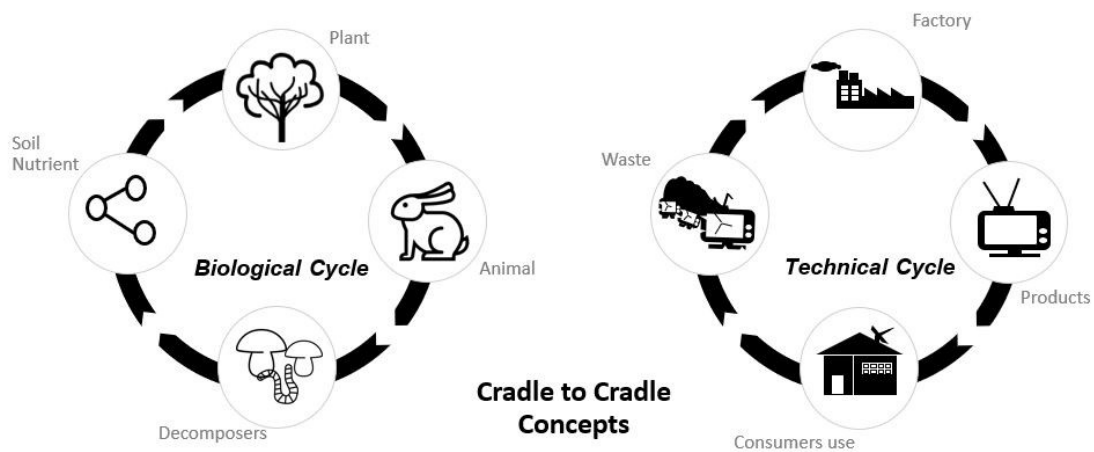 Plant
Soil
Nutrient
Biological Cycle
Animal
Decomposers
Cradle to Cradle
Concepts
Factory
Waste
Technical Cycle
Products
Consumers use